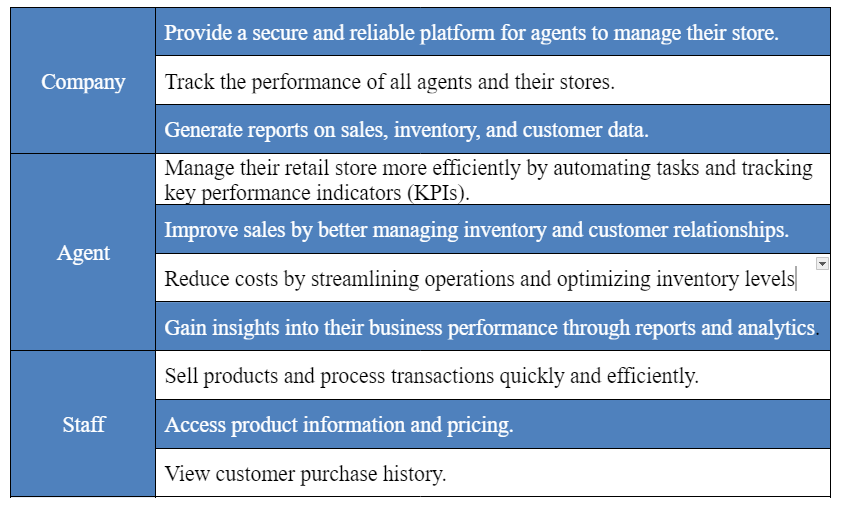 Company
Provide a secure and reliable platform for agents to manage their store.
Track the performance of all agents and their stores.
Generate reports on sales, inventory, and customer data.
Agent
Manage their retail store more efficiently by automating tasks and tracking
key performance indicators (KPIs).
Improve sales by better managing inventory and customer relationships.
Reduce costs by streamlining operations and optimizing inventory levels
Gain insights into their business performance through reports and analytics.
Staff
Sell products and process transactions quickly and efficiently.
Access product information and pricing.
View customer purchase history.